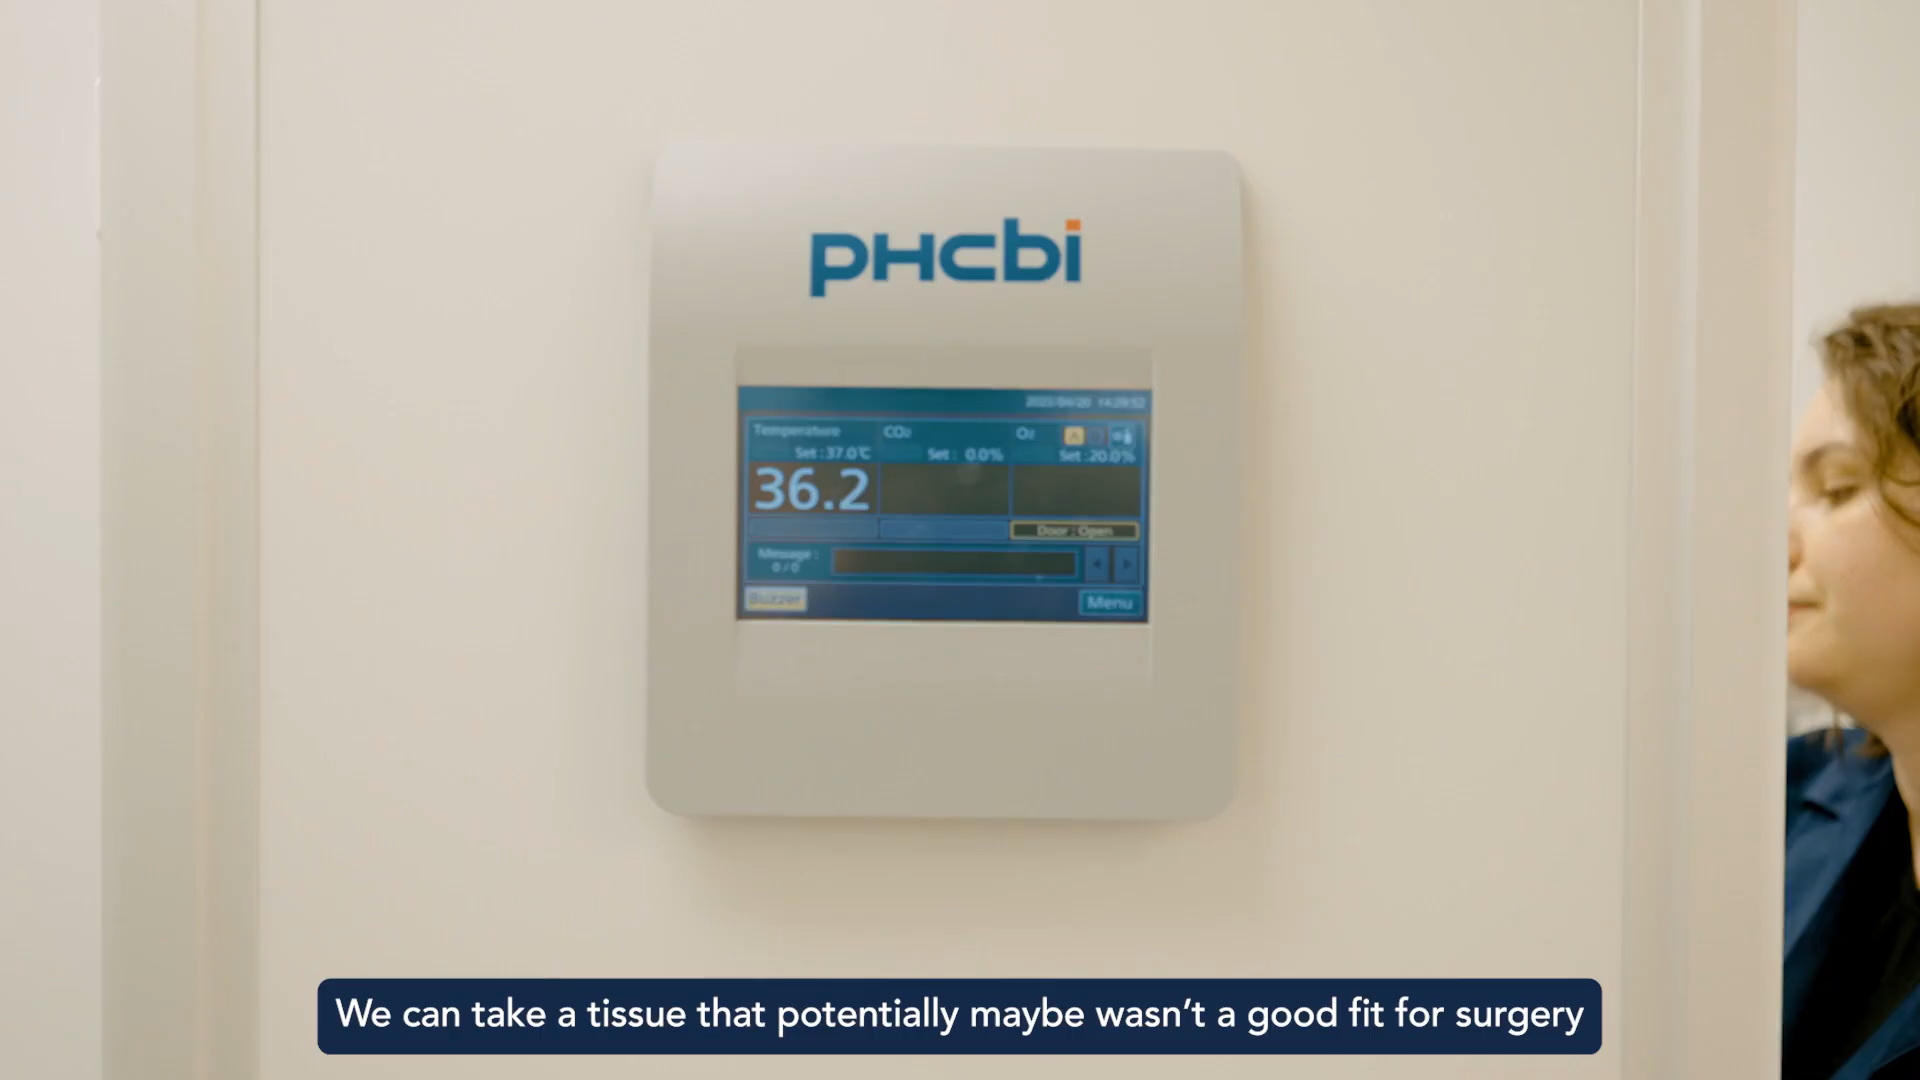 PHCbi
Temperature CO₂ O₂
Set : 37.0℃ Set : 0.0% Set : 20.0%
36.2
Door : Open
Message :
0 / 0
Buzzer Menu
We can take a tissue that potentially maybe wasn’t a good fit for surgery